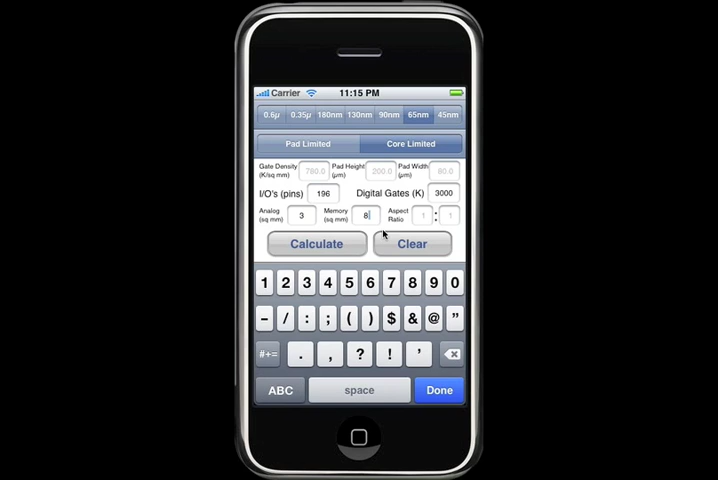 Carrier 11:15 PM
0.6µ 0.35µ 180nm 130nm 90nm 65nm 45nm
Pad Limited Core Limited
Gate Density (K/sq mm) 780.0 Pad Height (µm) 200.0 Pad Width (µm) 80.0
I/O's (pins) 196 Digital Gates (K) 3000
Analog (sq mm) 3 Memory (sq mm) 8 Aspect Ratio 1 : 1
Calculate Clear
1 2 3 4 5 6 7 8 9 0
- / : ; ( ) $ & @ "
#+= . , ? ! '
ABC space Done